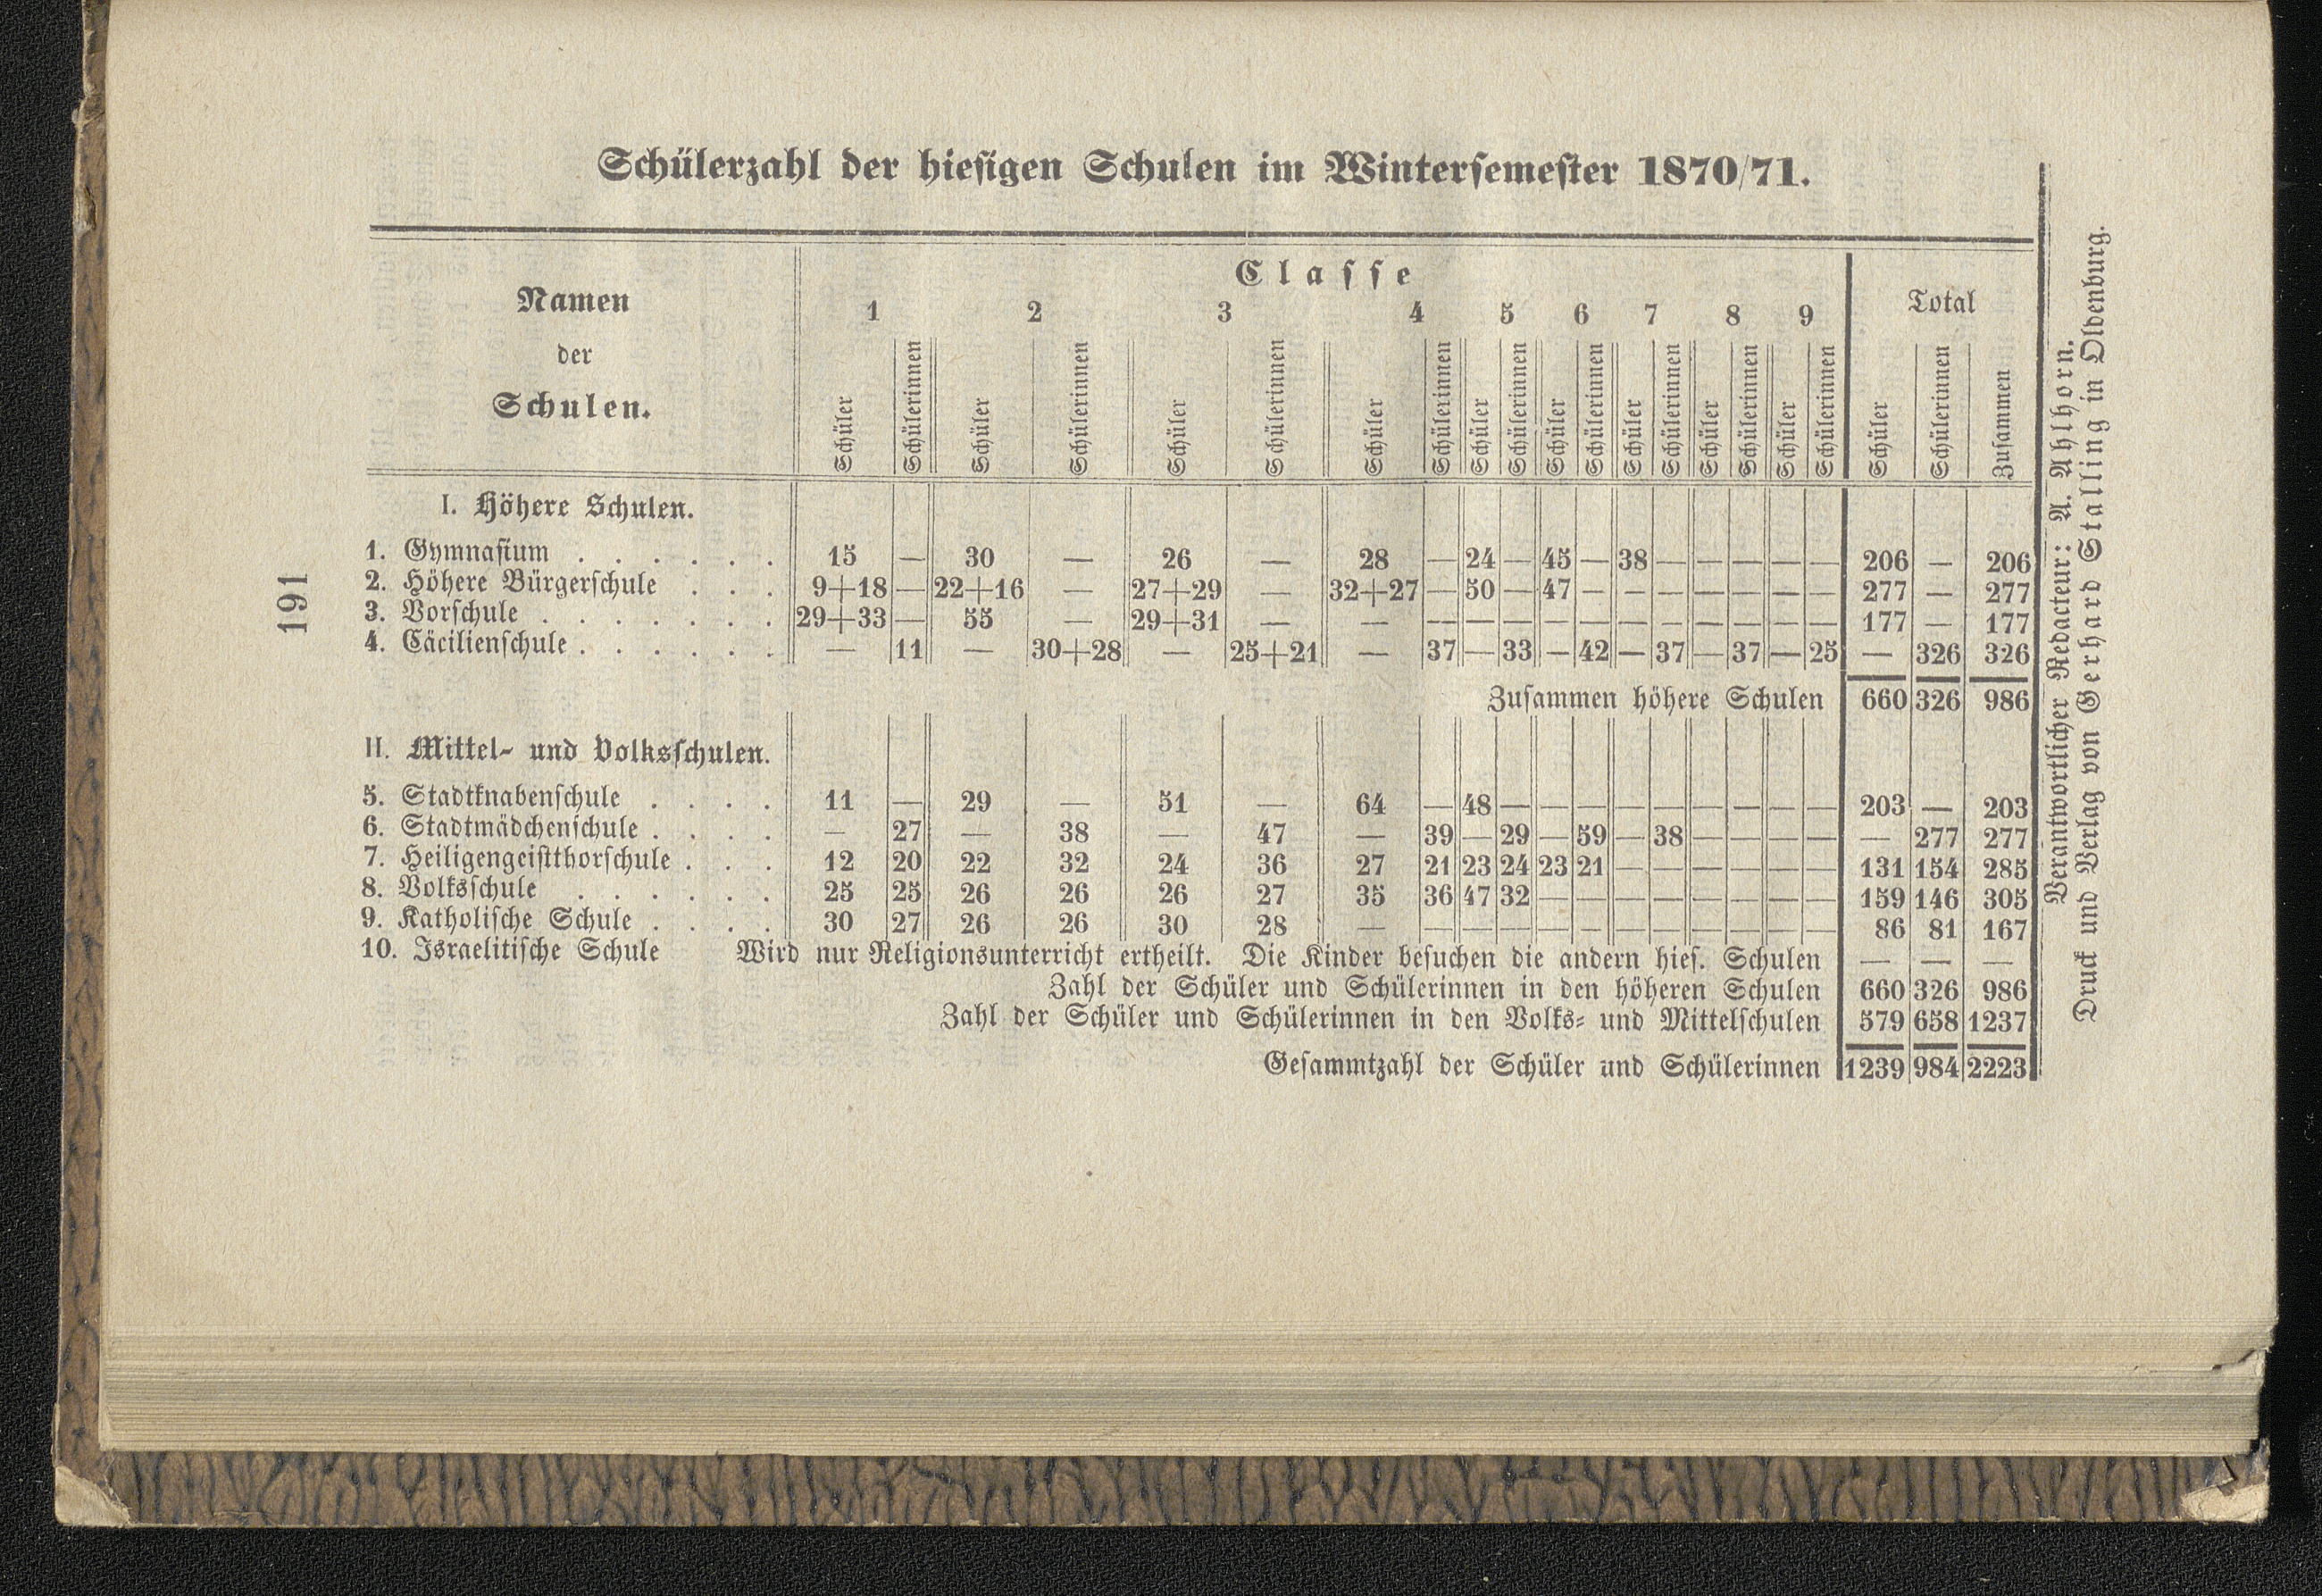 Schülerzahl der hiesigen Schulen im Wintersemester 1870/71.
Namen der Schulen. Classe Total
1 2 3 4 5 6 7 8 9
Schüler Schülerinnen Schüler Schülerinnen Schüler Schülerinnen Schüler Schülerinnen Schüler Schülerinnen Schüler Schülerinnen Schüler Schülerinnen Schüler Schülerinnen Schüler Schülerinnen Schüler Schülerinnen Zusammen
I. Höhere Schulen.
1. Gymnasium . . . . . . 15 — 30 — 26 — 28 — 24 — 45 — 38 — — — — — 206 — 206
2. Höhere Bürgerschule . . . 9+18 — 22+16 — 27+29 — 32+27 — 50 — 47 — — — — — — — 277 — 277
3. Vorschule . . . . . . . 29+33 — 55 — 29+31 — — — — — — — — — — — — — 177 — 177
4. Cäcilienschule . . . . . . — 11 — 30+28 — 25+21 — 37 — 33 — 42 — 37 — 37 — 25 — 326 326
Zusammen höhere Schulen 660 326 986
II. Mittel- und Volksschulen.
5. Stadtknabenschule . . . . 11 — 29 — 51 — 64 — 48 — — — — — — — — — 203 — 203
6. Stadtmädchenschule . . . . — 27 — 38 — 47 — 39 — 29 — 59 — 38 — — — — — 277 277
7. Heiligengeistthorschule . . . 12 20 22 32 24 36 27 21 23 24 23 21 — — — — — — 131 154 285
8. Volksschule . . . . . . 25 25 26 26 26 27 35 36 47 32 — — — — — — — — 159 146 305
9. Katholische Schule . . . . 30 27 26 26 30 28 — — — — — — — — — — — — 86 81 167
10. Israelitische Schule Wird nur Religionsunterricht ertheilt. Die Kinder besuchen die andern hies. Schulen — — —
Zahl der Schüler und Schülerinnen in den höheren Schulen 660 326 986
Zahl der Schüler und Schülerinnen in den Volks- und Mittelschulen 579 658 1237
Gesammtzahl der Schüler und Schülerinnen 1239 984 2223
191
Verantwortlicher Redacteur: A. Ahlhorn.
Druck und Verlag von Gerhard Stalling in Oldenburg.